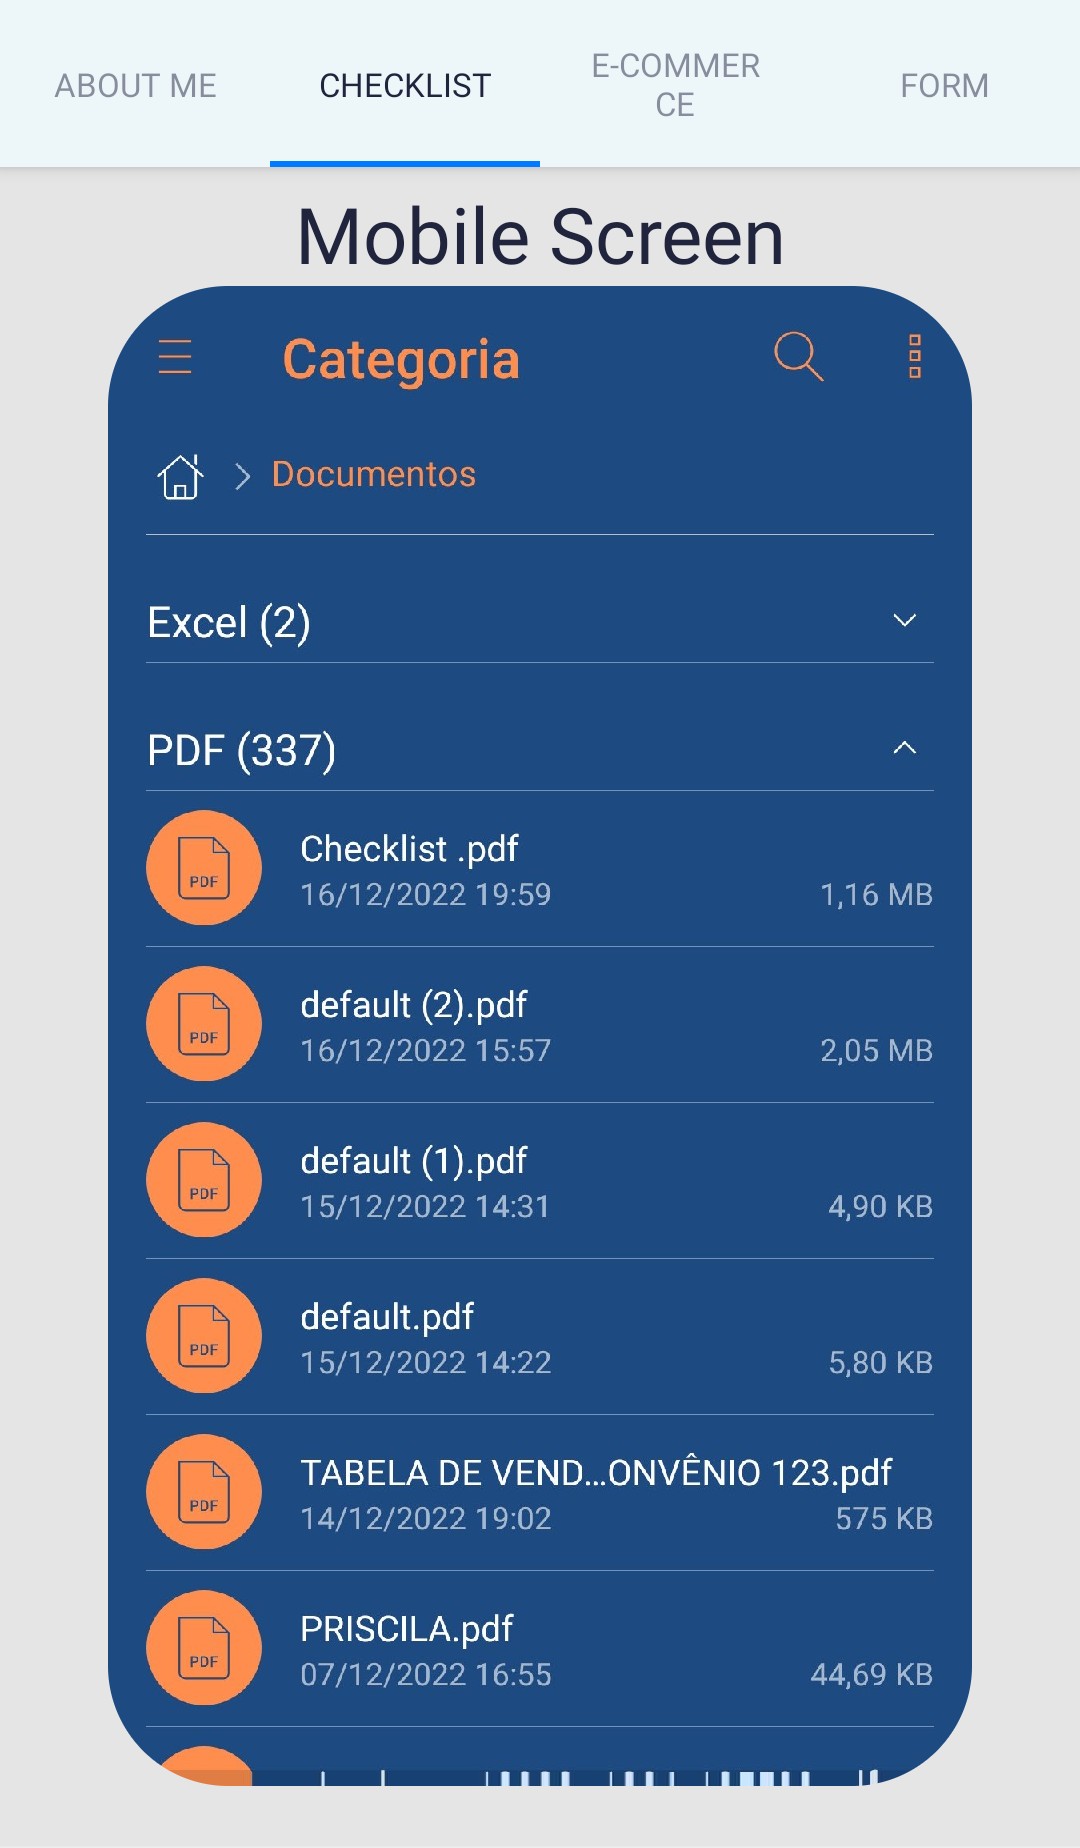 ABOUT ME
CHECKLIST
E-COMMER
CE
FORM
Mobile Screen
Categoria
Documentos
Excel (2)
PDF (337)
PDF
Checklist .pdf
16/12/2022 19:59
1,16 MB
PDF
default (2).pdf
16/12/2022 15:57
2,05 MB
PDF
default (1).pdf
15/12/2022 14:31
4,90 KB
PDF
default.pdf
15/12/2022 14:22
5,80 KB
PDF
TABELA DE VEND...ONVÊNIO 123.pdf
14/12/2022 19:02
575 KB
PDF
PRISCILA.pdf
07/12/2022 16:55
44,69 KB